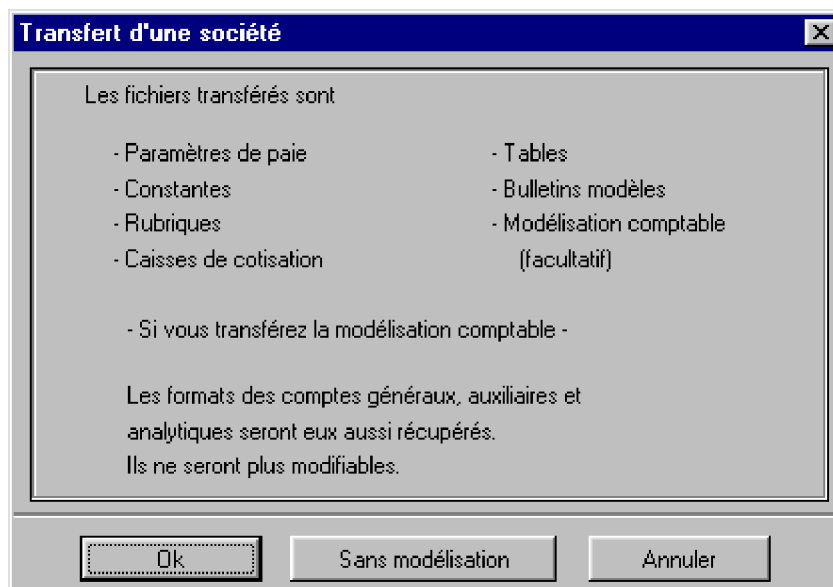 Transfert d'une société
Les fichiers transférés sont
- Paramètres de paie
- Constantes
- Rubriques
- Caisses de cotisation
- Tables
- Bulletins modèles
- Modélisation comptable
(facultatif)
- Si vous transférez la modélisation comptable -
Les formats des comptes généraux, auxiliaires et
analytiques seront eux aussi récupérés.
Ils ne seront plus modifiables.
Ok
Sans modélisation
Annuler